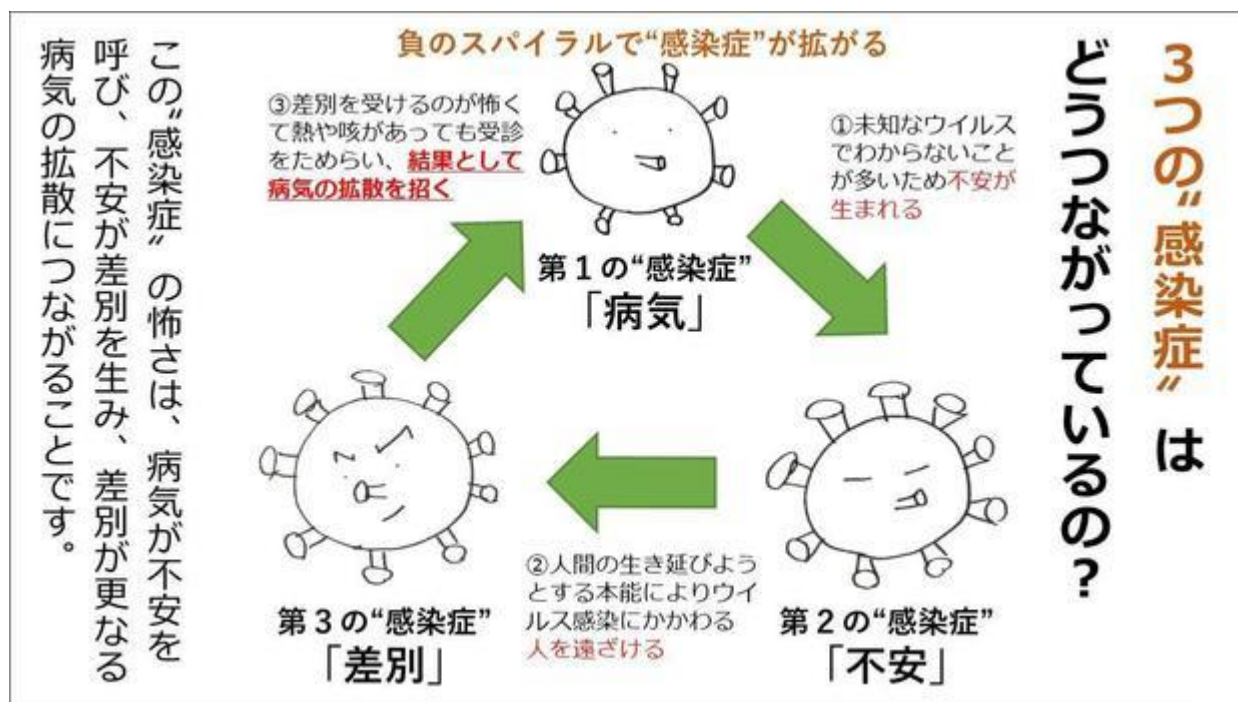 3つの“感染症”は
どうつながっているの?
負のスパイラルで“感染症”が拡がる
第1の“感染症”
「病気」
①未知なウイルス
でわからないこと
が多いため不安が
生まれる
第2の“感染症”
「不安」
②人間の生き延びよう
とする本能によりウイ
ルス感染にかかわる
人を遠ざける
第3の“感染症”
「差別」
③差別を受けるのが怖く
て熱や咳があっても受診
をためらい、結果として
病気の拡散を招く
この“感染症”の怖さは、病気が不安を
呼び、不安が差別を生み、差別が更なる
病気の拡散につながることです。